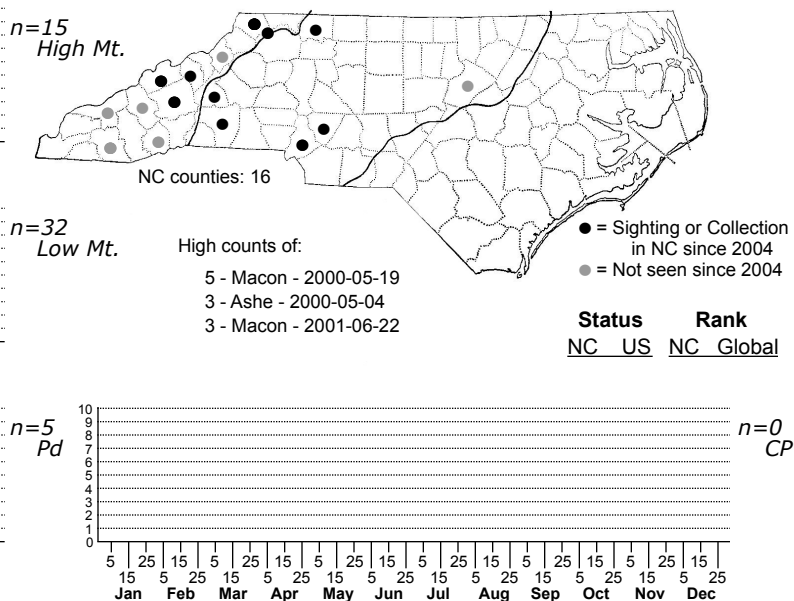 n=15
High Mt.
NC counties: 16
n=32
Low Mt.
High counts of:
5 - Macon - 2000-05-19
3 - Ashe - 2000-05-04
3 - Macon - 2001-06-22
● = Sighting or Collection
in NC since 2004
● = Not seen since 2004
Status Rank
NC US NC Global
n=5
Pd
10
9
8
7
6
5
4
3
2
1
0
n=0
CP
5 25 15 5 25 15 5 25 15 5 25 15 5 25 15 5 25 15
15 5 25 15 5 25 15 5 25 15 5 25 15 5 25 15 5 25
Jan Feb Mar Apr May Jun Jul Aug Sep Oct Nov Dec